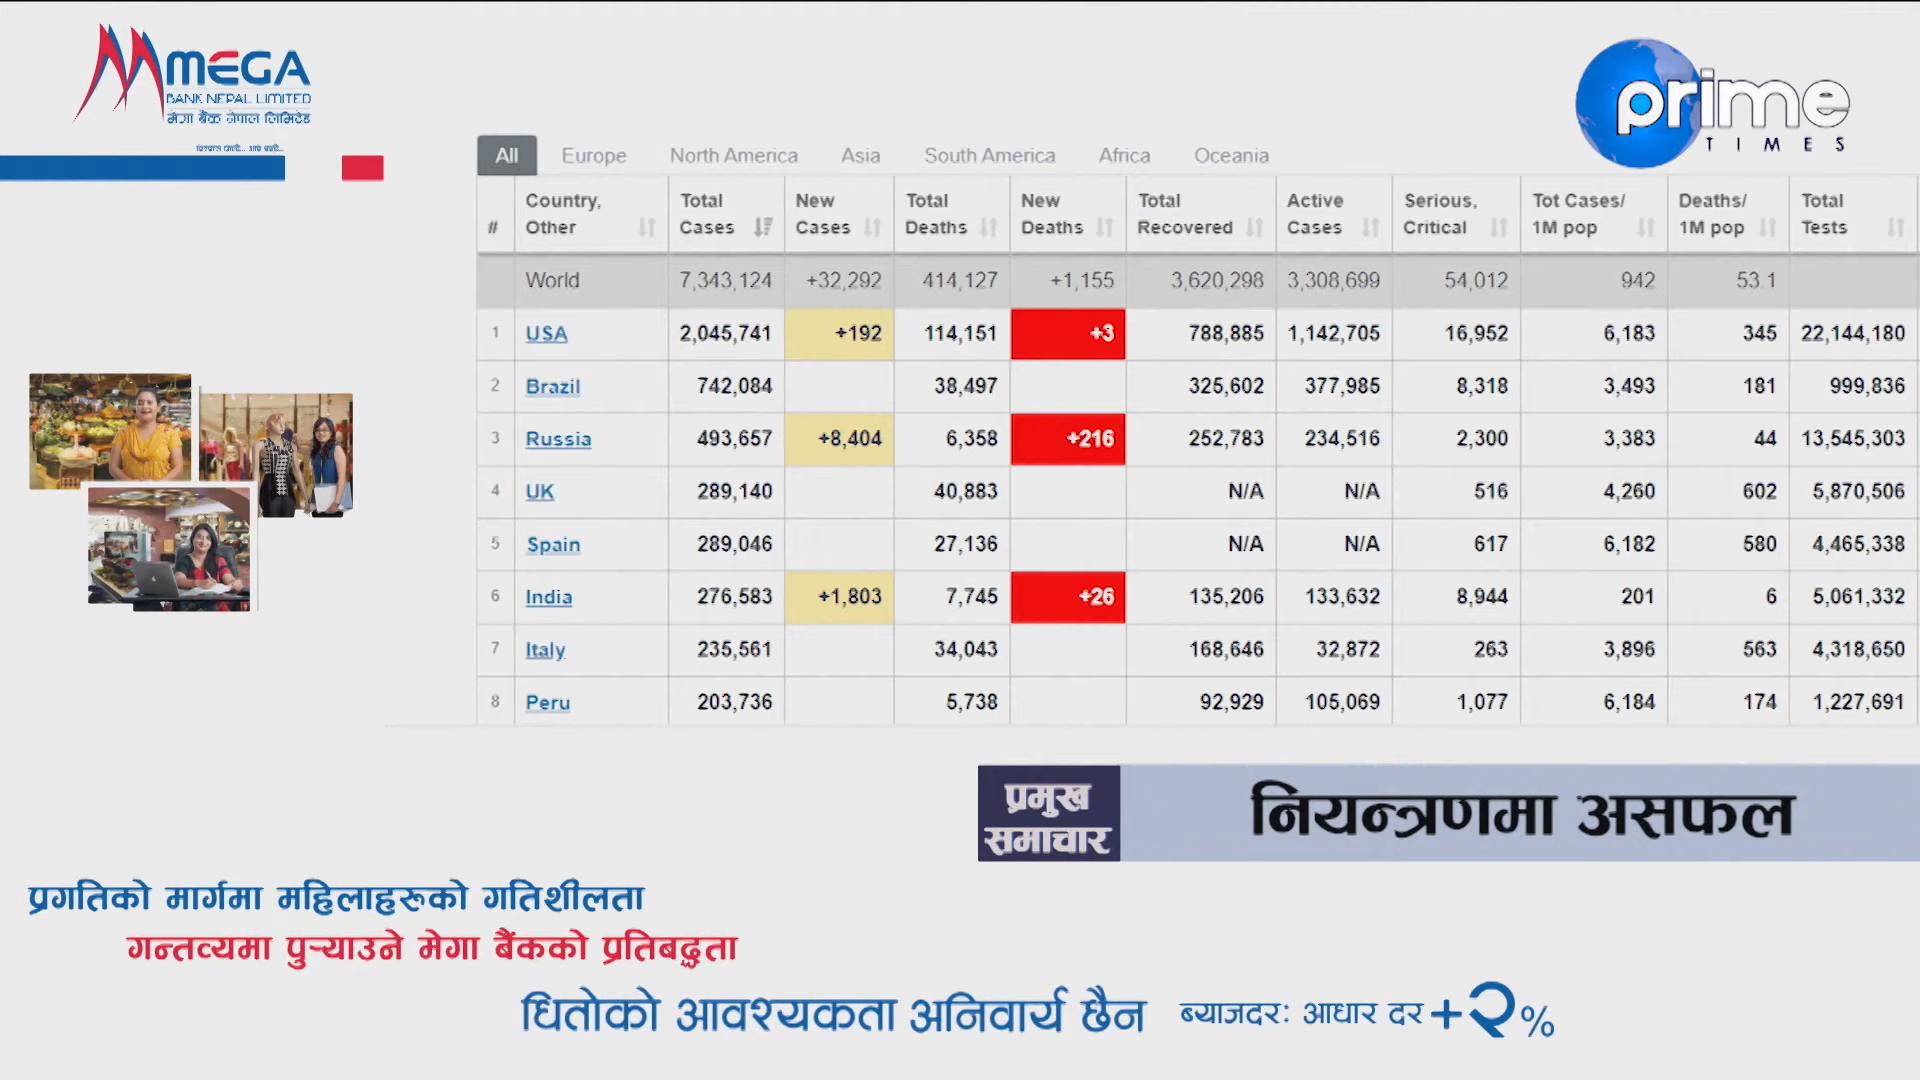 MEGA
BANK NEPAL LIMITED
मेगा बैंक नेपाल लिमिटेड
prime
TIMES
All Europe North America Asia South America Africa Oceania
# Country, Other Total Cases New Cases Total Deaths New Deaths Total Recovered Active Cases Serious, Critical Tot Cases/ 1M pop Deaths/ 1M pop Total Tests
World 7,343,124 +32,292 414,127 +1,155 3,620,298 3,308,699 54,012 942 53.1
1 USA 2,045,741 +192 114,151 +3 788,885 1,142,705 16,952 6,183 345 22,144,180
2 Brazil 742,084 38,497 325,602 377,985 8,318 3,493 181 999,836
3 Russia 493,657 +8,404 6,358 +216 252,783 234,516 2,300 3,383 44 13,545,303
4 UK 289,140 40,883 N/A N/A 516 4,260 602 5,870,506
5 Spain 289,046 27,136 N/A N/A 617 6,182 580 4,465,338
6 India 276,583 +1,803 7,745 +26 135,206 133,632 8,944 201 6 5,061,332
7 Italy 235,561 34,043 168,646 32,872 263 3,896 563 4,318,650
8 Peru 203,736 5,738 92,929 105,069 1,077 6,184 174 1,227,691
प्रमुख
समाचार
नियन्त्रणमा असफल
प्रगतिको मार्गमा महिलाहरूको गतिशीलता
गन्तव्यमा पुर्‍याउने मेगा बैंकको प्रतिबद्धता
धितोको आवश्यकता अनिवार्य छैन ब्याजदर: आधार दर +२%